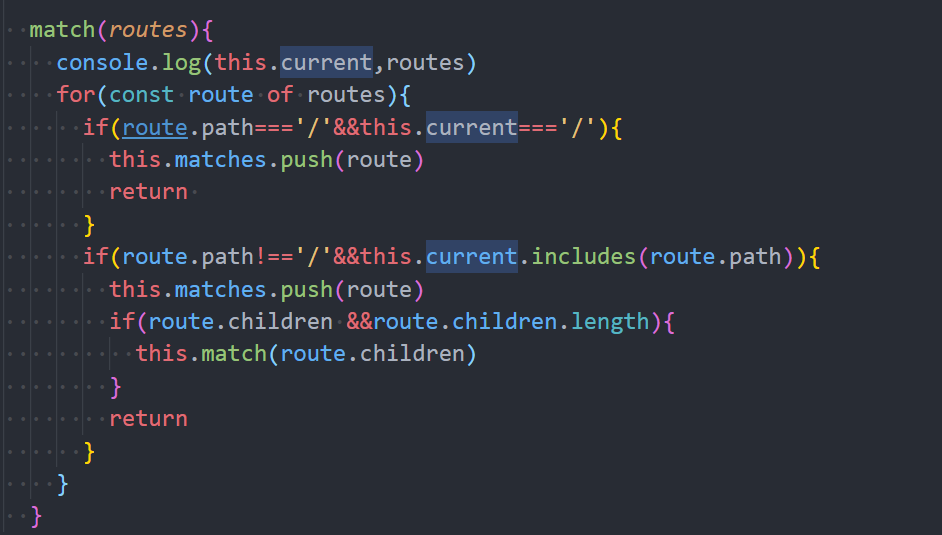 match(routes){
console.log(this.current,routes)
for(const route of routes){
if(route.path==='/'&&this.current==='/'){
this.matches.push(route)
return
}
if(route.path!=='/'&&this.current.includes(route.path)){
this.matches.push(route)
if(route.children &&route.children.length){
this.match(route.children)
}
return
}
}
}